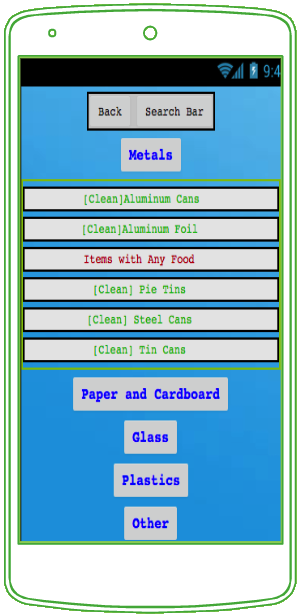 9:4
Back Search Bar
Metals
[Clean]Aluminum Cans
[Clean]Aluminum Foil
Items with Any Food
[Clean] Pie Tins
[Clean] Steel Cans
[Clean] Tin Cans
Paper and Cardboard
Glass
Plastics
Other